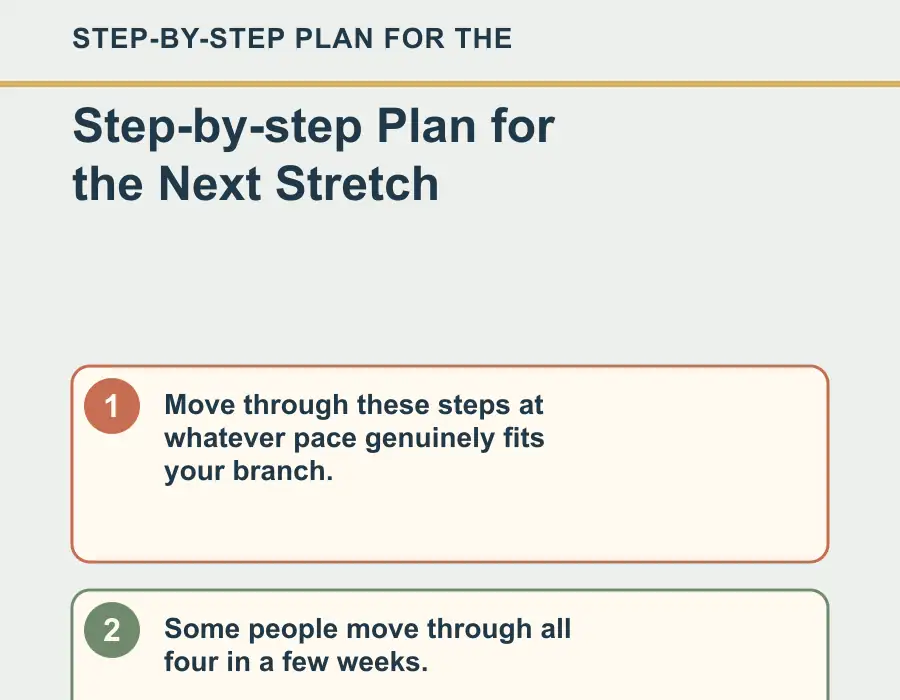 STEP-BY-STEP PLAN FOR THE
Step-by-step Plan for
the Next Stretch
1
Move through these steps at
whatever pace genuinely fits
your branch.
2
Some people move through all
four in a few weeks.